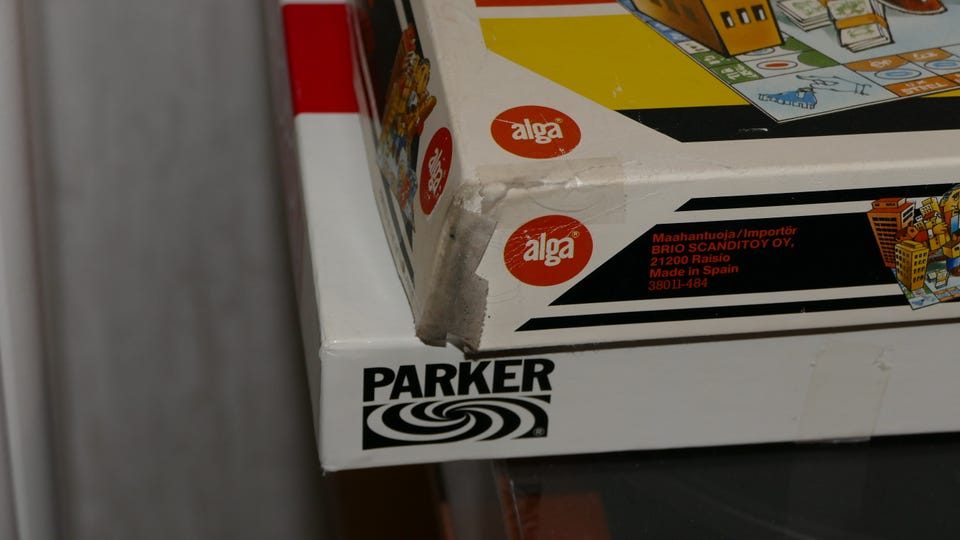 alga®
alga
alga®
Maahantuoja/Importör
BRIO SCANDITOY OY,
21200 Raisio
Made in Spain
38011-484
PARKER
®